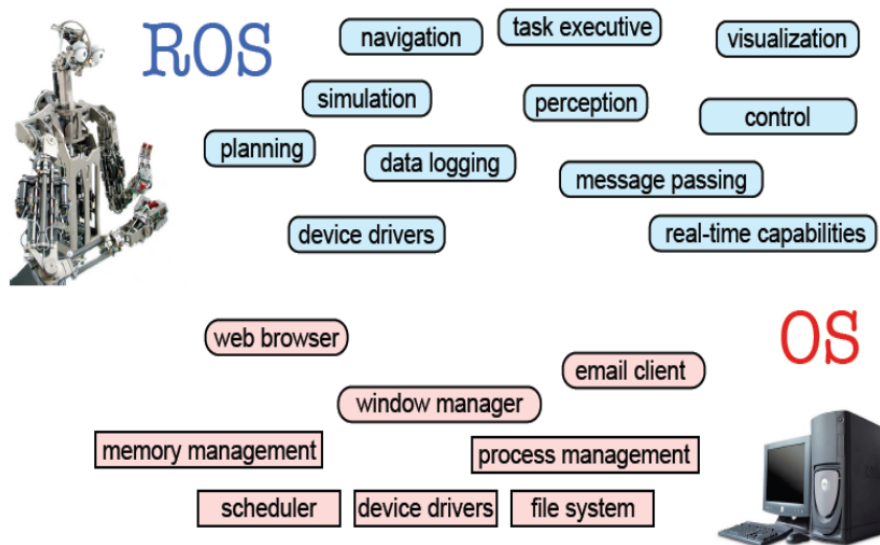 ROS
navigation
task executive
visualization
simulation
perception
control
planning
data logging
message passing
device drivers
real-time capabilities
web browser
OS
email client
window manager
memory management
process management
scheduler
device drivers
file system